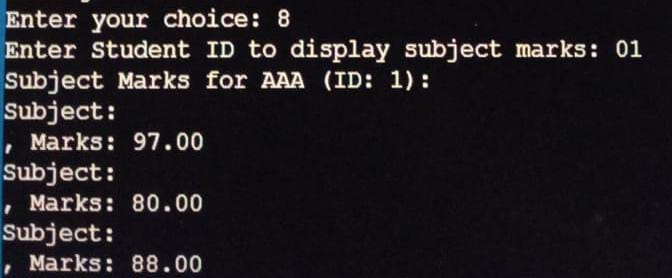 Enter your choice: 8
Enter Student ID to display subject marks: 01
Subject Marks for AAA (ID: 1):
Subject:
, Marks: 97.00
Subject:
, Marks: 80.00
Subject:
, Marks: 88.00